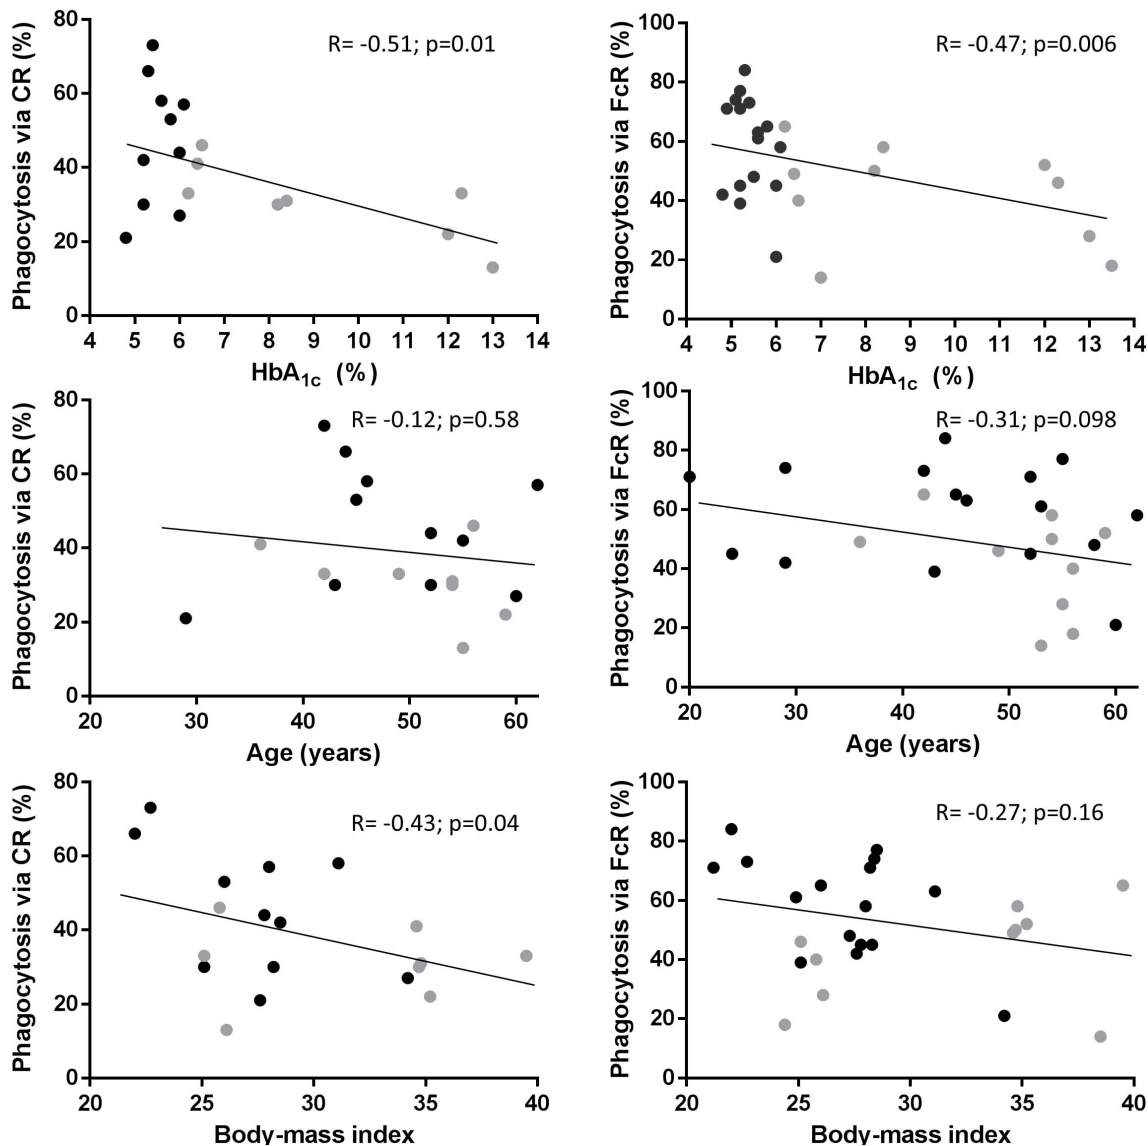 Phagocytosis via CR (%)
80
60
40
20
0
R= -0.51; p=0.01
4 5 6 7 8 9 10 11 12 13 14
HbA1c (%)
Phagocytosis via FcR (%)
100
80
60
40
20
0
R= -0.47; p=0.006
4 5 6 7 8 9 10 11 12 13 14
HbA1c (%)
Phagocytosis via CR (%)
80
60
40
20
0
R= -0.12; p=0.58
20 30 40 50 60
Age (years)
Phagocytosis via FcR (%)
100
80
60
40
20
0
R= -0.31; p=0.098
20 30 40 50 60
Age (years)
Phagocytosis via CR (%)
80
60
40
20
0
R= -0.43; p=0.04
20 25 30 35 40
Body-mass index
Phagocytosis via FcR (%)
100
80
60
40
20
0
R= -0.27; p=0.16
20 25 30 35 40
Body-mass index